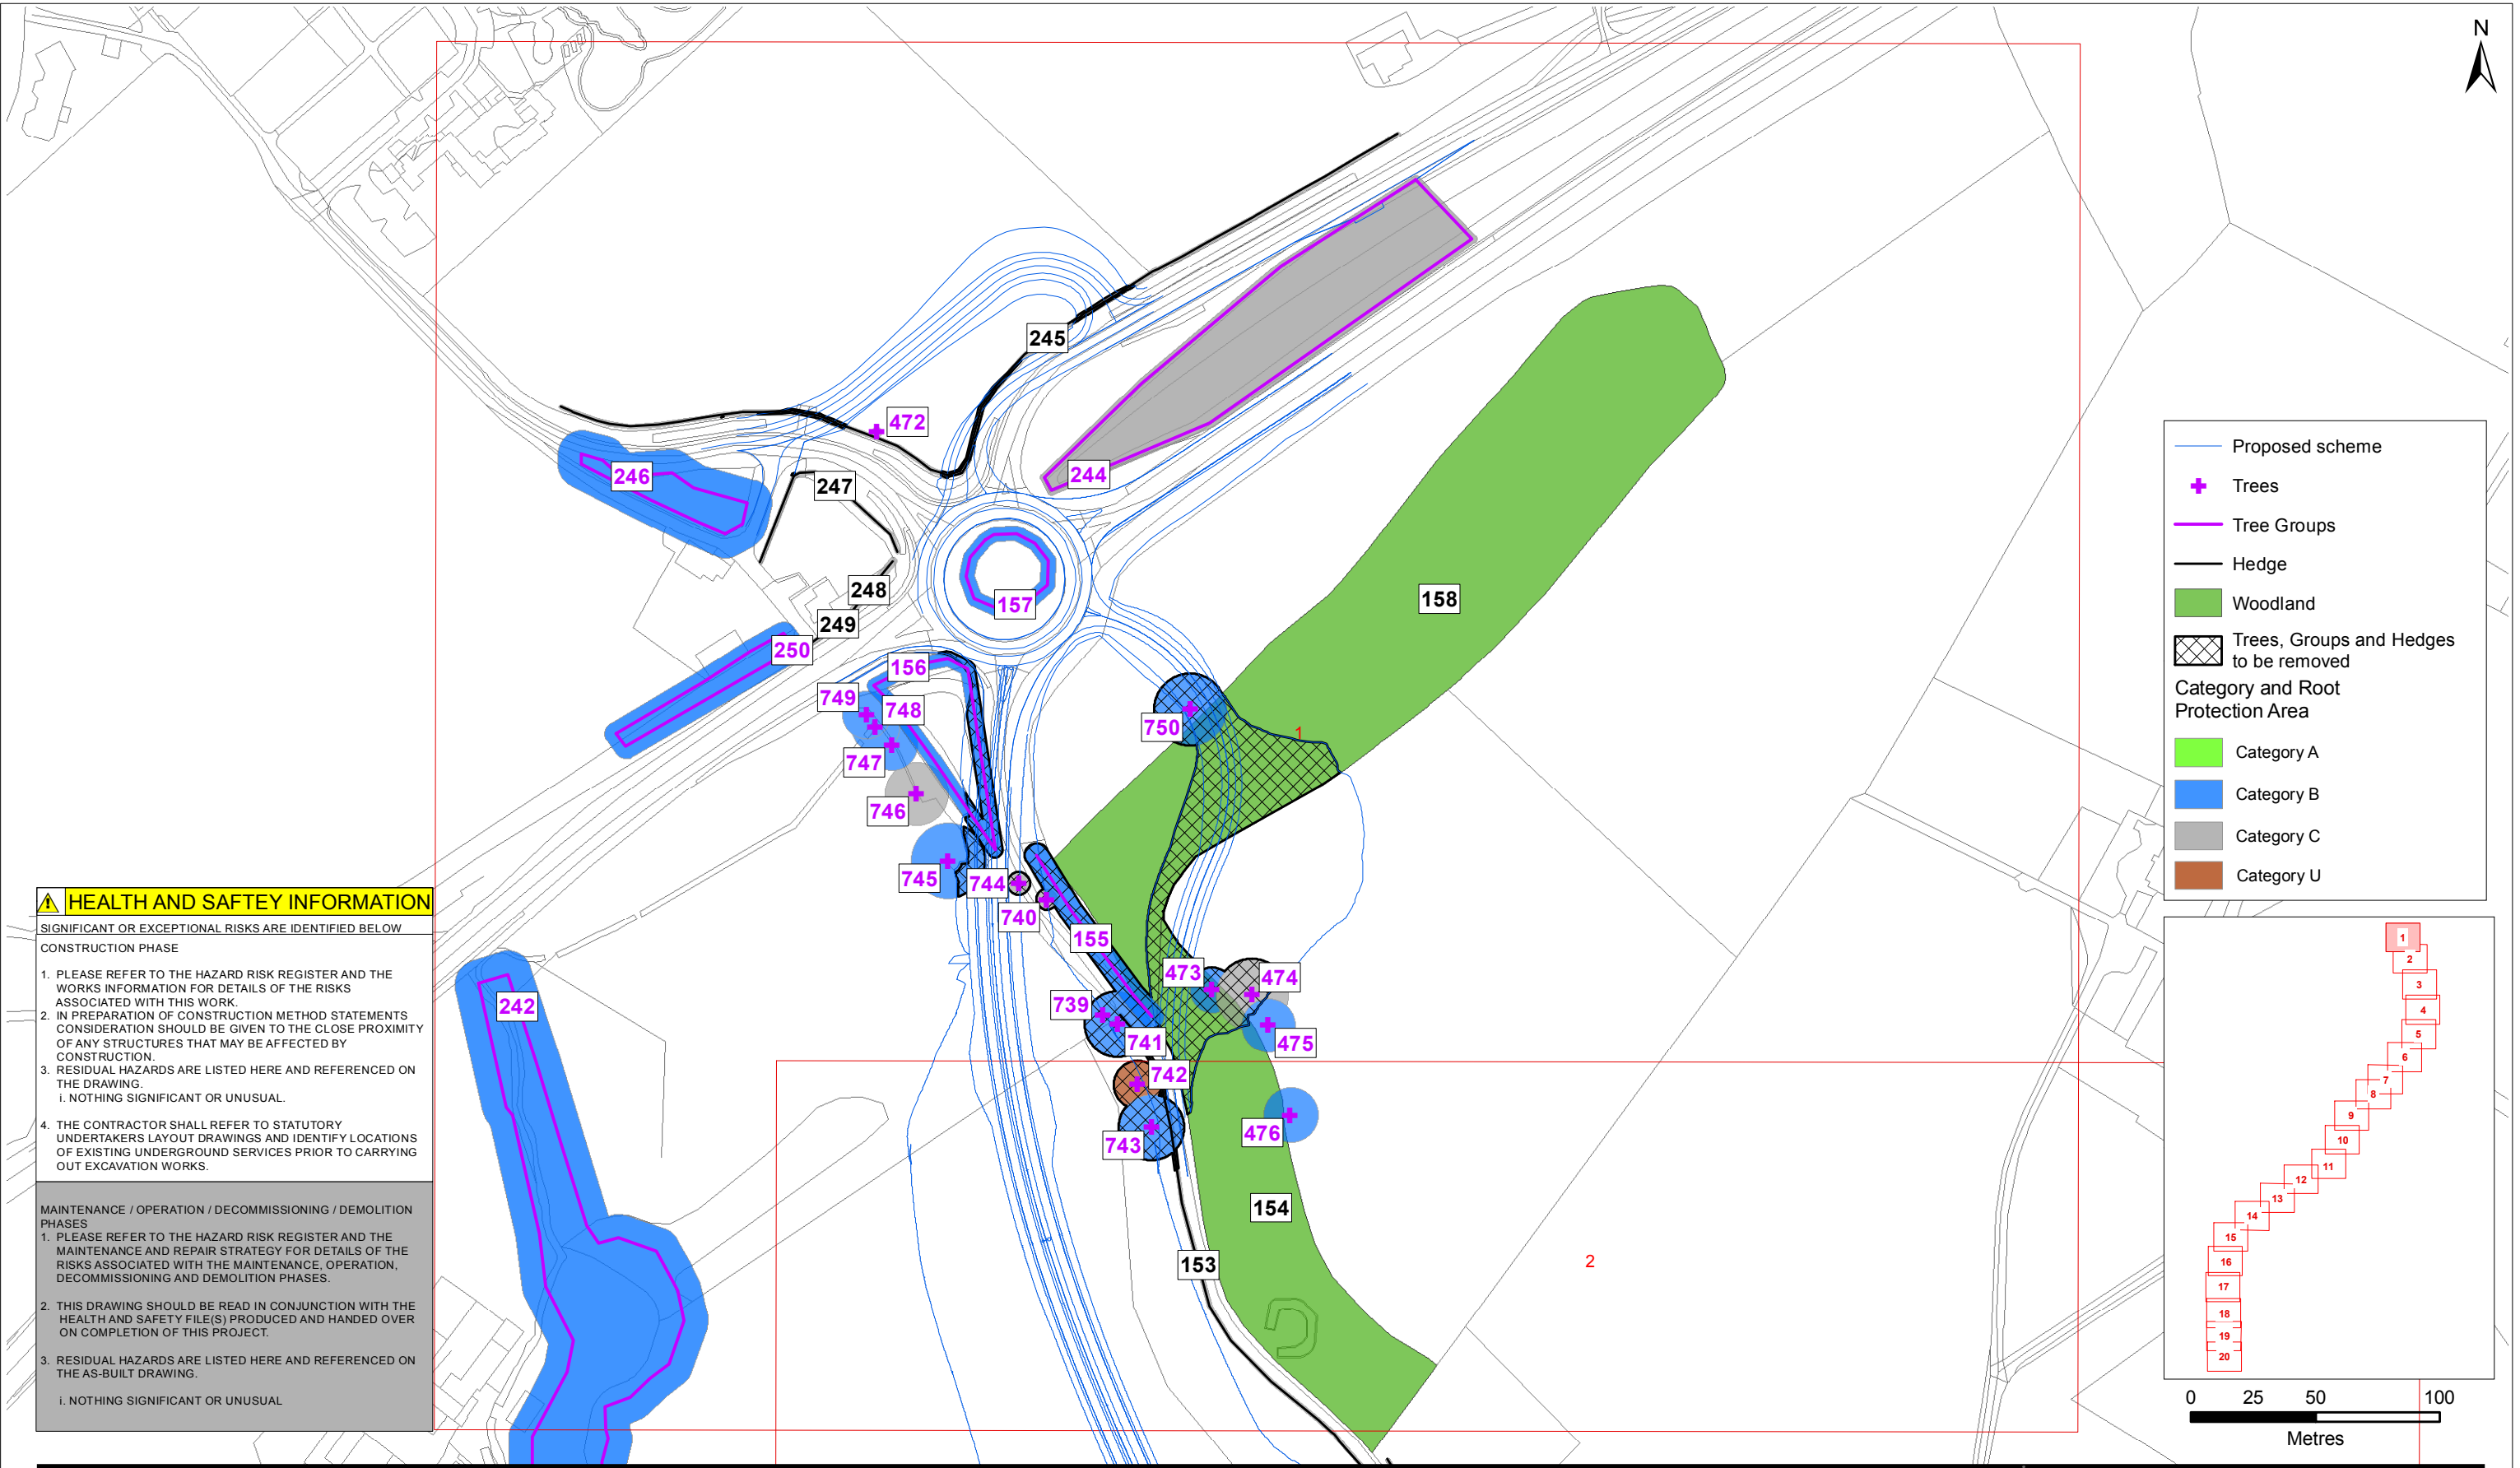 N
245
472
246
247
244
248
157
249
250
156
749
748
747
746
745
744
740
155
750
1
158
473
474
739
741
475
742
743
476
242
154
153
2
Proposed scheme
Trees
Tree Groups
Hedge
Woodland
Trees, Groups and Hedges
to be removed
Category and Root
Protection Area
Category A
Category B
Category C
Category U
HEALTH AND SAFTEY INFORMATION
SIGNIFICANT OR EXCEPTIONAL RISKS ARE IDENTIFIED BELOW
CONSTRUCTION PHASE
1. PLEASE REFER TO THE HAZARD RISK REGISTER AND THE
WORKS INFORMATION FOR DETAILS OF THE RISKS
ASSOCIATED WITH THIS WORK.
2. IN PREPARATION OF CONSTRUCTION METHOD STATEMENTS
CONSIDERATION SHOULD BE GIVEN TO THE CLOSE PROXIMITY
OF ANY STRUCTURES THAT MAY BE AFFECTED BY
CONSTRUCTION.
3. RESIDUAL HAZARDS ARE LISTED HERE AND REFERENCED ON
THE DRAWING.
i. NOTHING SIGNIFICANT OR UNUSUAL.
4. THE CONTRACTOR SHALL REFER TO STATUTORY
UNDERTAKERS LAYOUT DRAWINGS AND IDENTIFY LOCATIONS
OF EXISTING UNDERGROUND SERVICES PRIOR TO CARRYING
OUT EXCAVATION WORKS.
MAINTENANCE / OPERATION / DECOMMISSIONING / DEMOLITION
PHASES
1. PLEASE REFER TO THE HAZARD RISK REGISTER AND THE
MAINTENANCE AND REPAIR STRATEGY FOR DETAILS OF THE
RISKS ASSOCIATED WITH THE MAINTENANCE, OPERATION,
DECOMMISSIONING AND DEMOLITION PHASES.
2. THIS DRAWING SHOULD BE READ IN CONJUNCTION WITH THE
HEALTH AND SAFETY FILE(S) PRODUCED AND HANDED OVER
ON COMPLETION OF THIS PROJECT.
3. RESIDUAL HAZARDS ARE LISTED HERE AND REFERENCED ON
THE AS-BUILT DRAWING.
i. NOTHING SIGNIFICANT OR UNUSUAL
1
2
3
4
5
6
7
8
9
10
11
12
13
14
15
16
17
18
19
20
0 25 50 100
Metres